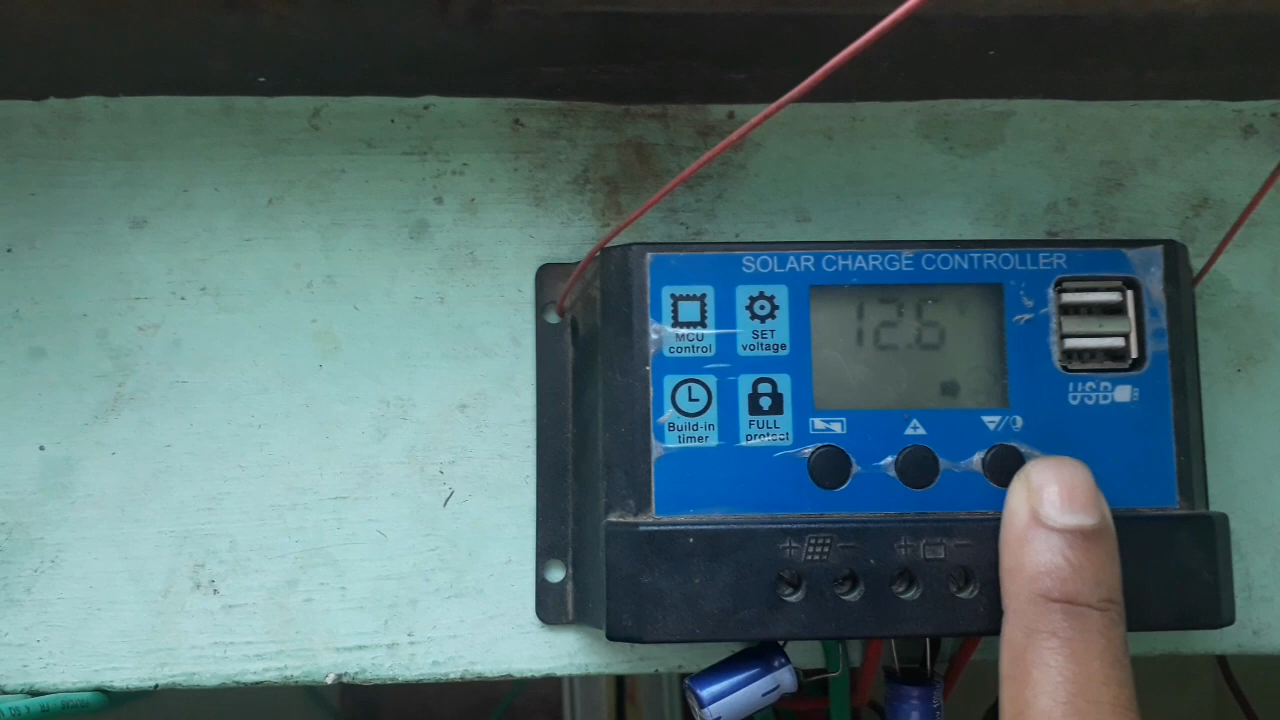 SOLAR CHARGE CONTROLLER
MCU
control
SET
voltage
12.6
USB
Build-in
timer
FULL
protect
+ -
+ -